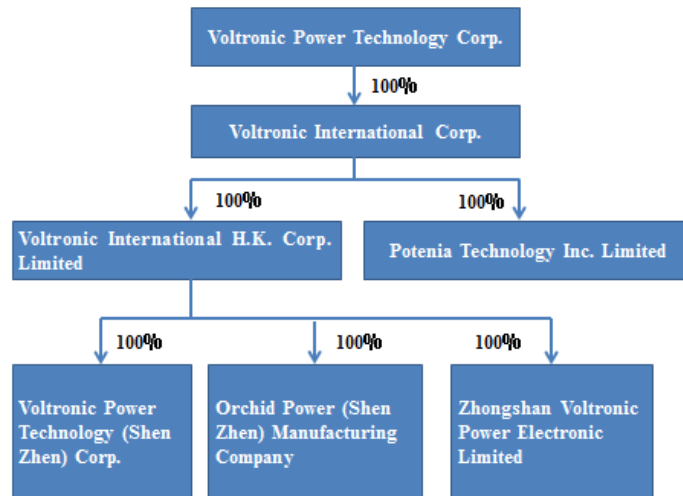 Voltronic Power Technology Corp.
100%
Voltronic International Corp.
100%
100%
Voltronic International H.K. Corp.
Limited
Potenia Technology Inc. Limited
100%
100%
100%
Voltronic Power
Technology (Shen
Zhen) Corp.
Orchid Power (Shen
Zhen) Manufacturing
Company
Zhongshan Voltronic
Power Electronic
Limited